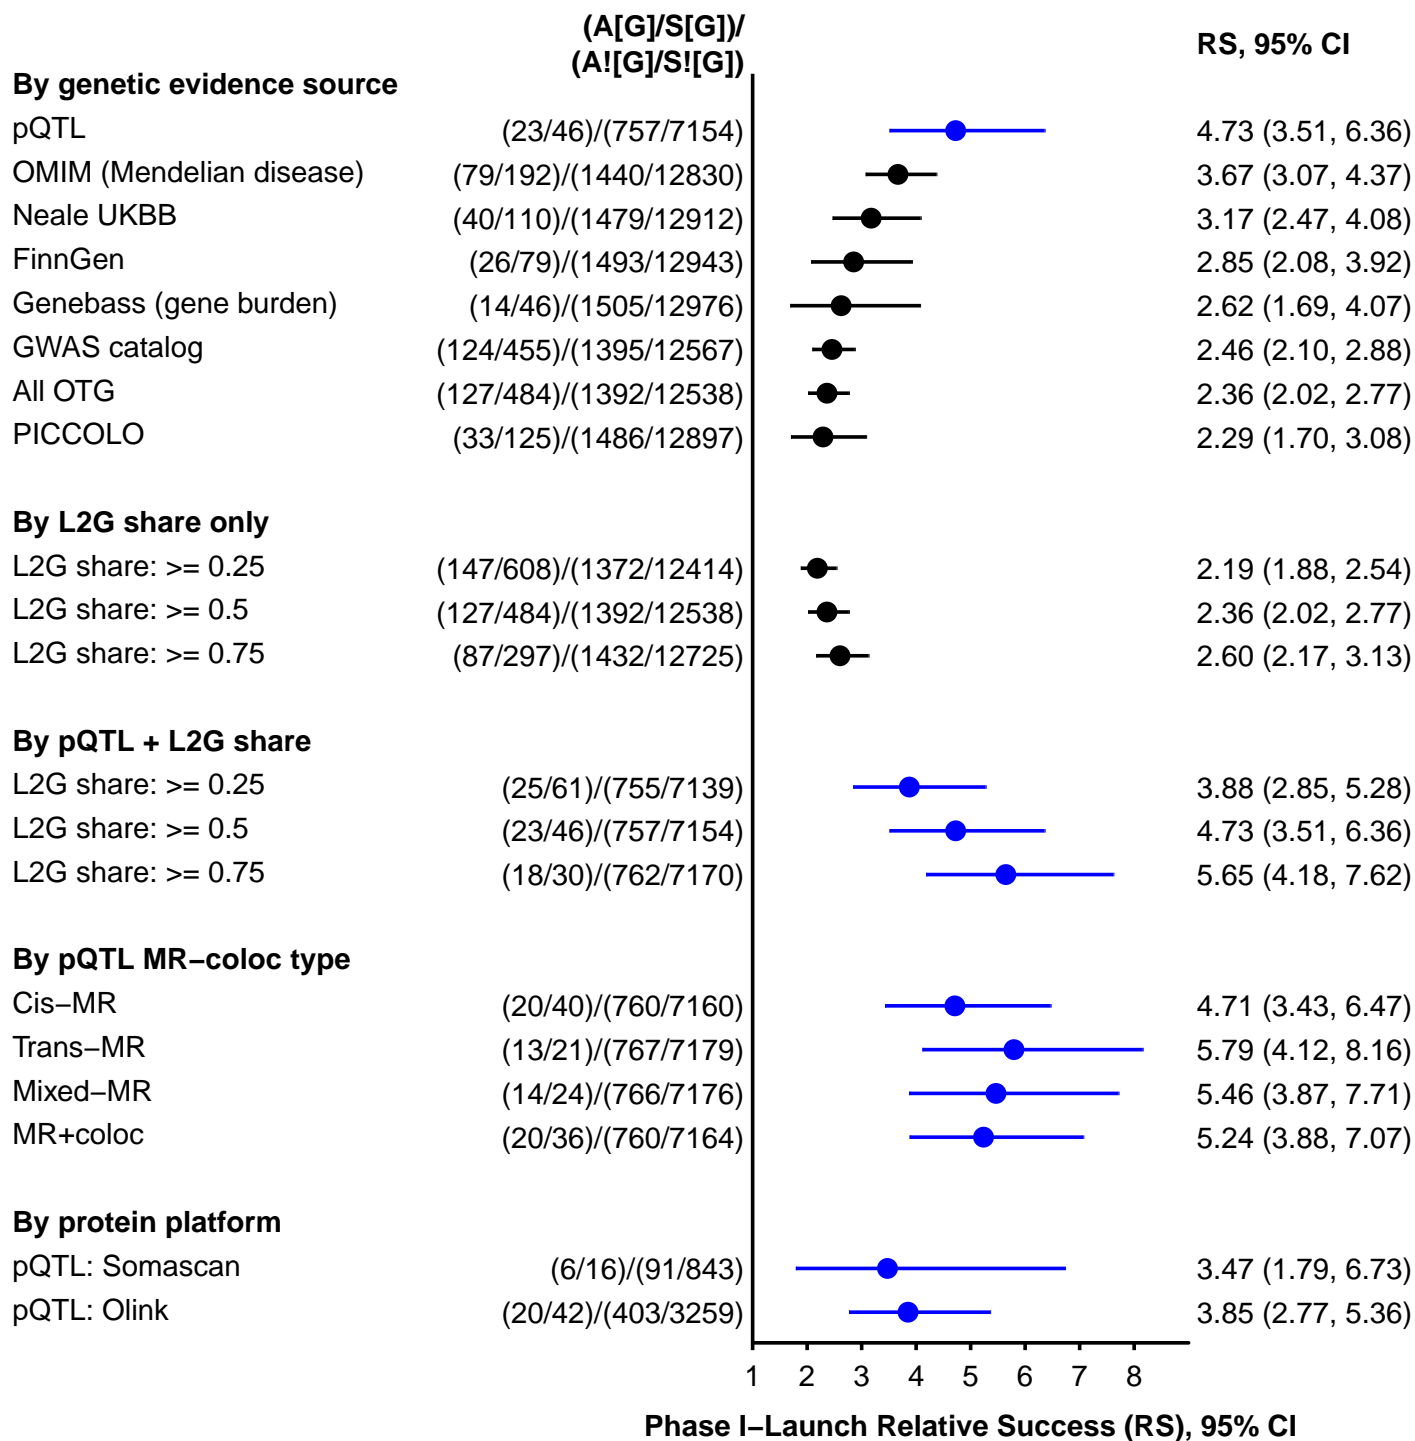 (A[G]/S[G])/
(A![G]/S![G])
RS, 95% CI
By genetic evidence source
pQTL (23/46)/(757/7154) 4.73 (3.51, 6.36)
OMIM (Mendelian disease) (79/192)/(1440/12830) 3.67 (3.07, 4.37)
Neale UKBB (40/110)/(1479/12912) 3.17 (2.47, 4.08)
FinnGen (26/79)/(1493/12943) 2.85 (2.08, 3.92)
Genebass (gene burden) (14/46)/(1505/12976) 2.62 (1.69, 4.07)
GWAS catalog (124/455)/(1395/12567) 2.46 (2.10, 2.88)
All OTG (127/484)/(1392/12538) 2.36 (2.02, 2.77)
PICCOLO (33/125)/(1486/12897) 2.29 (1.70, 3.08)
By L2G share only
L2G share: >= 0.25 (147/608)/(1372/12414) 2.19 (1.88, 2.54)
L2G share: >= 0.5 (127/484)/(1392/12538) 2.36 (2.02, 2.77)
L2G share: >= 0.75 (87/297)/(1432/12725) 2.60 (2.17, 3.13)
By pQTL + L2G share
L2G share: >= 0.25 (25/61)/(755/7139) 3.88 (2.85, 5.28)
L2G share: >= 0.5 (23/46)/(757/7154) 4.73 (3.51, 6.36)
L2G share: >= 0.75 (18/30)/(762/7170) 5.65 (4.18, 7.62)
By pQTL MR−coloc type
Cis−MR (20/40)/(760/7160) 4.71 (3.43, 6.47)
Trans−MR (13/21)/(767/7179) 5.79 (4.12, 8.16)
Mixed−MR (14/24)/(766/7176) 5.46 (3.87, 7.71)
MR+coloc (20/36)/(760/7164) 5.24 (3.88, 7.07)
By protein platform
pQTL: Somascan (6/16)/(91/843) 3.47 (1.79, 6.73)
pQTL: Olink (20/42)/(403/3259) 3.85 (2.77, 5.36)
1 2 3 4 5 6 7 8
Phase I−Launch Relative Success (RS), 95% CI